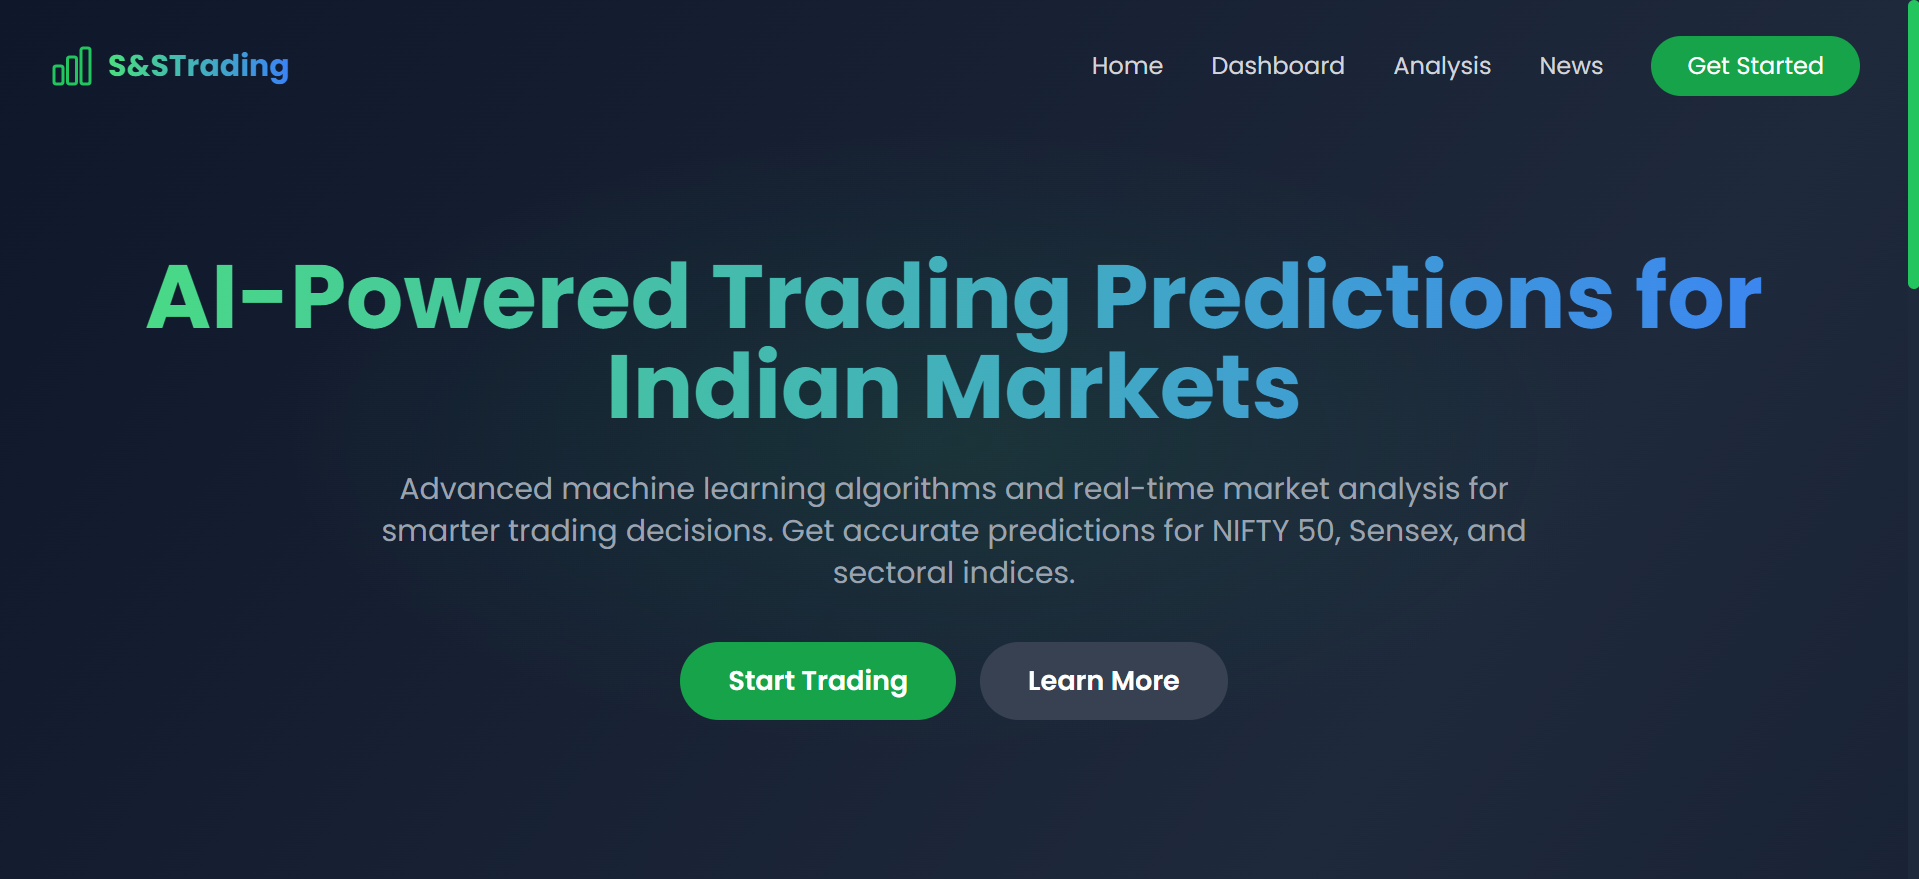 S&STrading
Home
Dashboard
Analysis
News
Get Started
AI-Powered Trading Predictions for
Indian Markets
Advanced machine learning algorithms and real-time market analysis for
smarter trading decisions. Get accurate predictions for NIFTY 50, Sensex, and
sectoral indices.
Start Trading
Learn More